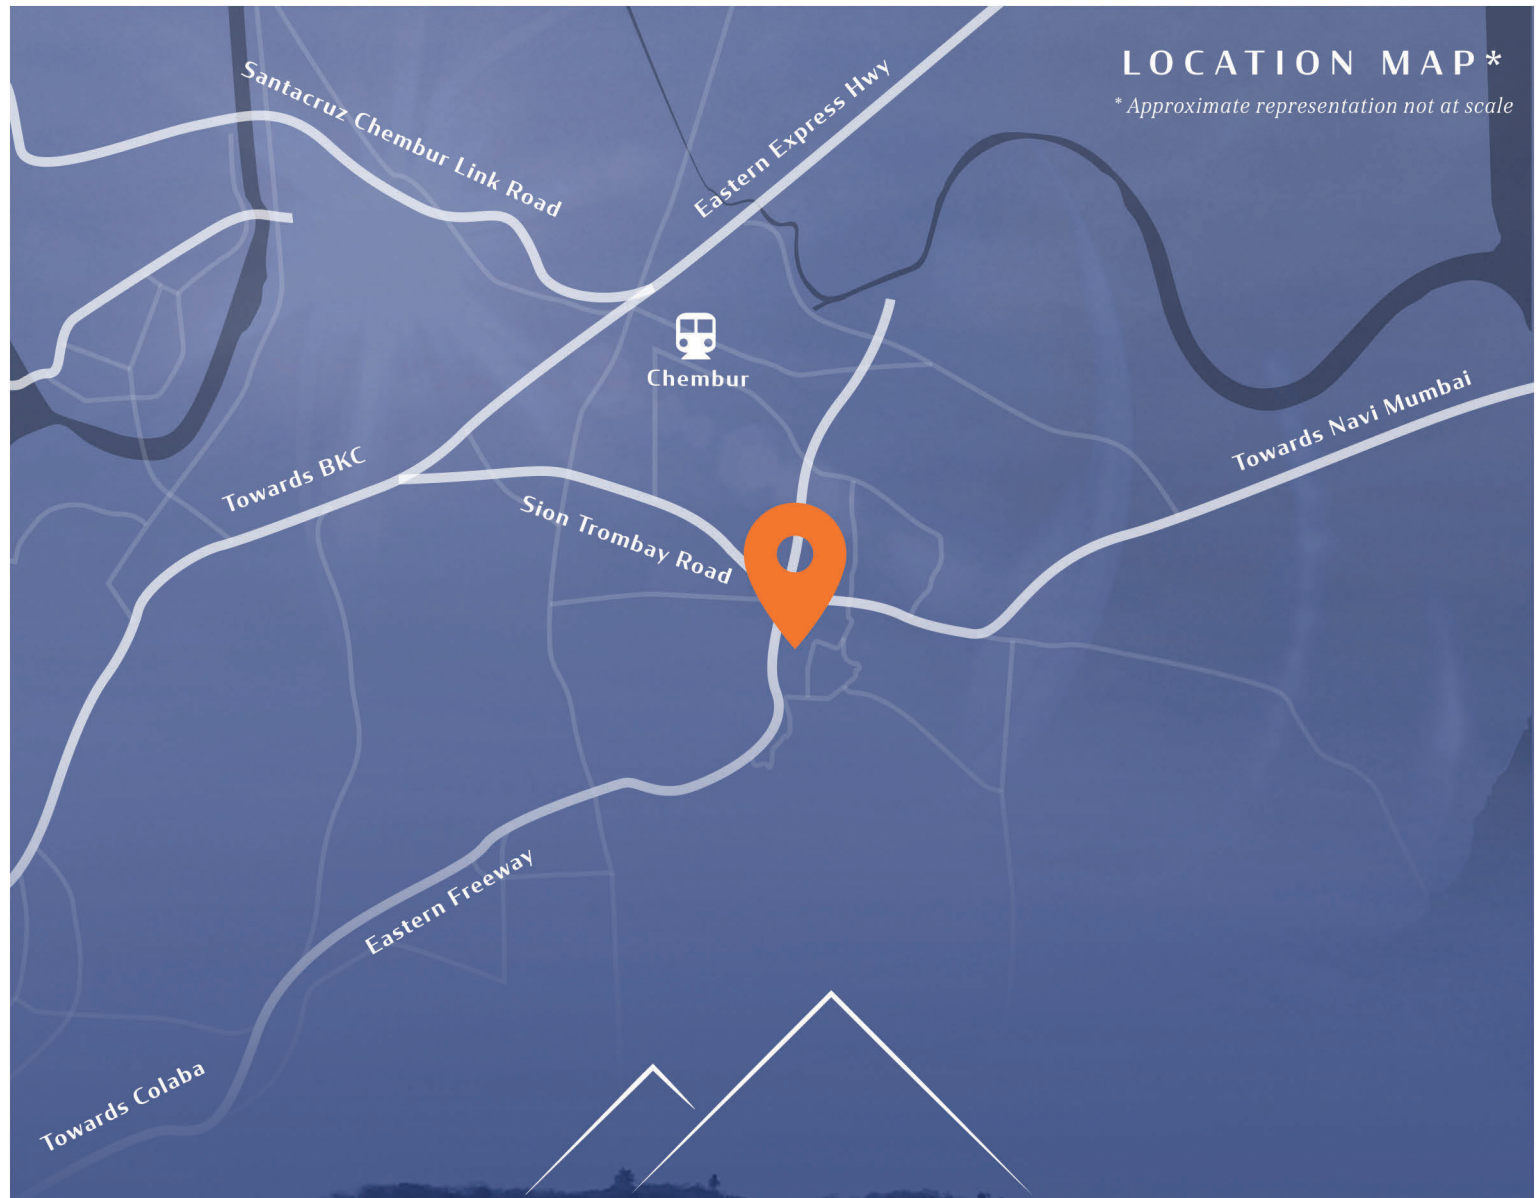 LOCATION MAP*
* Approximate representation not at scale
Santacruz Chembur Link Road
Eastern Express Hwy
Chembur
Towards Navi Mumbai
Towards BKC
Sion Trombay Road
Eastern Freeway
Towards Colaba